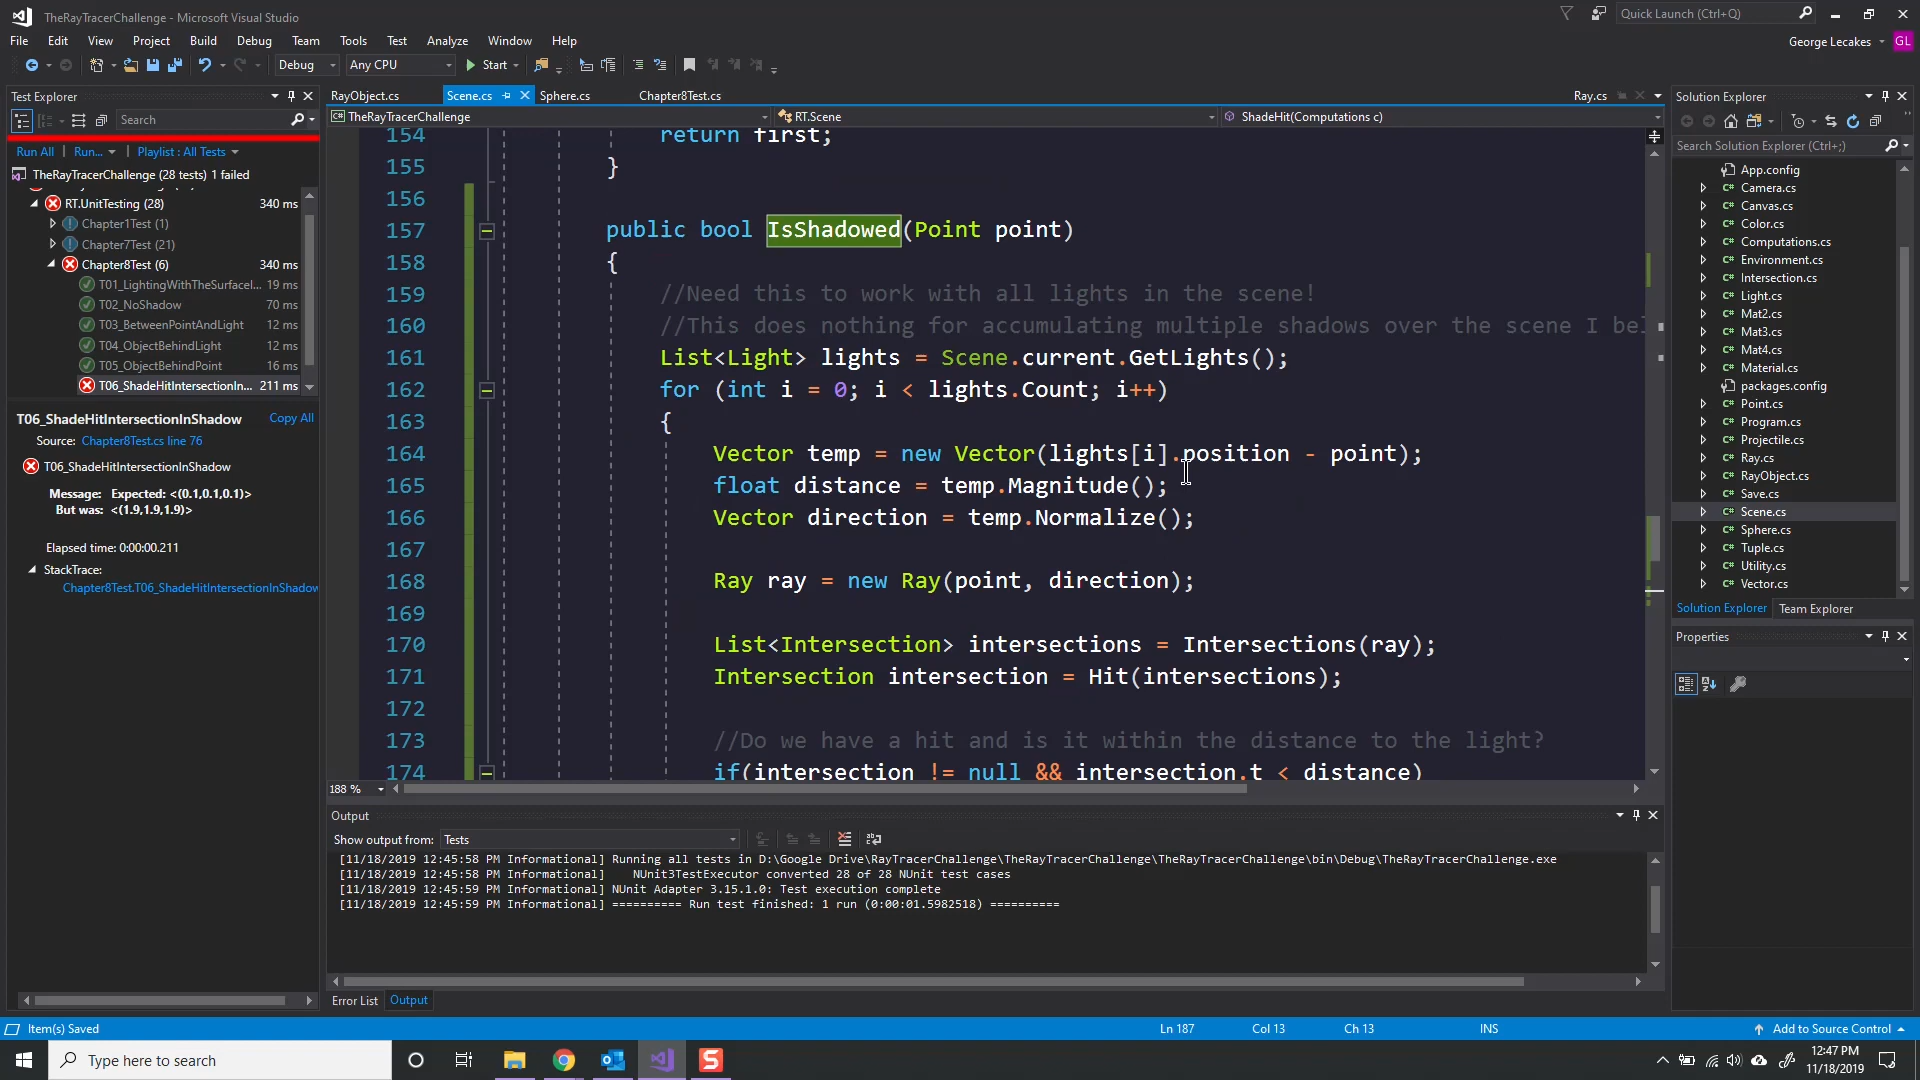 TheRayTracerChallenge - Microsoft Visual Studio
Quick Launch (Ctrl+Q)
File Edit View Project Build Debug Team Tools Test Analyze Window Help
George Lecakes GL
Debug Any CPU Start
Test Explorer
Search
Run All | Run... | Playlist : All Tests
TheRayTracerChallenge (28 tests) 1 failed
RT.UnitTesting (28) 340 ms
Chapter1Test (1)
Chapter7Test (21)
Chapter8Test (6) 340 ms
T01_LightingWithTheSurfaceI... 19 ms
T02_NoShadow 70 ms
T03_BetweenPointAndLight 12 ms
T04_ObjectBehindLight 12 ms
T05_ObjectBehindPoint 16 ms
T06_ShadeHitIntersectionIn... 211 ms
T06_ShadeHitIntersectionInShadow Copy All
Source: Chapter8Test.cs line 76
T06_ShadeHitIntersectionInShadow
Message: Expected: <(0.1,0.1,0.1)>
But was: <(1.9,1.9,1.9)>
Elapsed time: 0:00:00.211
StackTrace:
Chapter8Test.T06_ShadeHitIntersectionInShadow
RayObject.cs Scene.cs Sphere.cs Chapter8Test.cs Ray.cs
TheRayTracerChallenge RT.Scene ShadeHit(Computations c)
154 return first;
155 }
156
157 public bool IsShadowed(Point point)
158 {
159 //Need this to work with all lights in the scene!
160 //This does nothing for accumulating multiple shadows over the scene I bel
161 List<Light> lights = Scene.current.GetLights();
162 for (int i = 0; i < lights.Count; i++)
163 {
164 Vector temp = new Vector(lights[i].position - point);
165 float distance = temp.Magnitude();
166 Vector direction = temp.Normalize();
167
168 Ray ray = new Ray(point, direction);
169
170 List<Intersection> intersections = Intersections(ray);
171 Intersection intersection = Hit(intersections);
172
173 //Do we have a hit and is it within the distance to the light?
174 if(intersection != null && intersection.t < distance)
188 %
Output
Show output from: Tests
[11/18/2019 12:45:58 PM Informational] Running all tests in D:\Google Drive\RayTracerChallenge\TheRayTracerChallenge\TheRayTracerChallenge\bin\Debug\TheRayTracerChallenge.exe
[11/18/2019 12:45:58 PM Informational] NUnit3TestExecutor converted 28 of 28 NUnit test cases
[11/18/2019 12:45:59 PM Informational] NUnit Adapter 3.15.1.0: Test execution complete
[11/18/2019 12:45:59 PM Informational] ========== Run test finished: 1 run (0:00:01.5982518) ==========
Error List Output
Solution Explorer
Search Solution Explorer (Ctrl+;)
App.config
C# Camera.cs
C# Canvas.cs
C# Color.cs
C# Computations.cs
C# Environment.cs
C# Intersection.cs
C# Light.cs
C# Mat2.cs
C# Mat3.cs
C# Mat4.cs
C# Material.cs
packages.config
C# Point.cs
C# Program.cs
C# Projectile.cs
C# Ray.cs
C# RayObject.cs
C# Save.cs
C# Scene.cs
C# Sphere.cs
C# Tuple.cs
C# Utility.cs
C# Vector.cs
Solution Explorer Team Explorer
Properties
Item(s) Saved Ln 187 Col 13 Ch 13 INS Add to Source Control
Type here to search
12:47 PM
11/18/2019